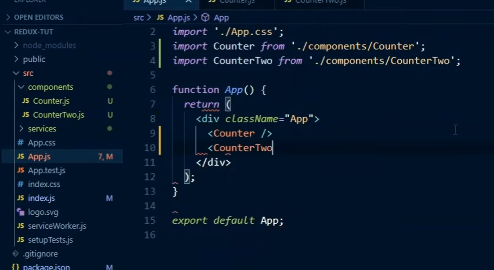 EXPLORER
OPEN EDITORS
REDUX-TUT
node_modules
public
src
components
Counter.js U
CounterTwo.js U
services
App.css
App.js 7, M
App.test.js
index.css
index.js M
logo.svg
serviceWorker.js
setupTests.js
.gitignore
package.json M
App.js
Counter.js
CounterTwo.js
src > JS App.js > App
2 import './App.css';
3 import Counter from './components/Counter';
4 import CounterTwo from './components/CounterTwo';
5
6 function App() {
7 return (
8 <div className="App">
9 <Counter />
10 <CounterTwo
11 </div>
12 );
13 }
14
15 export default App;
16